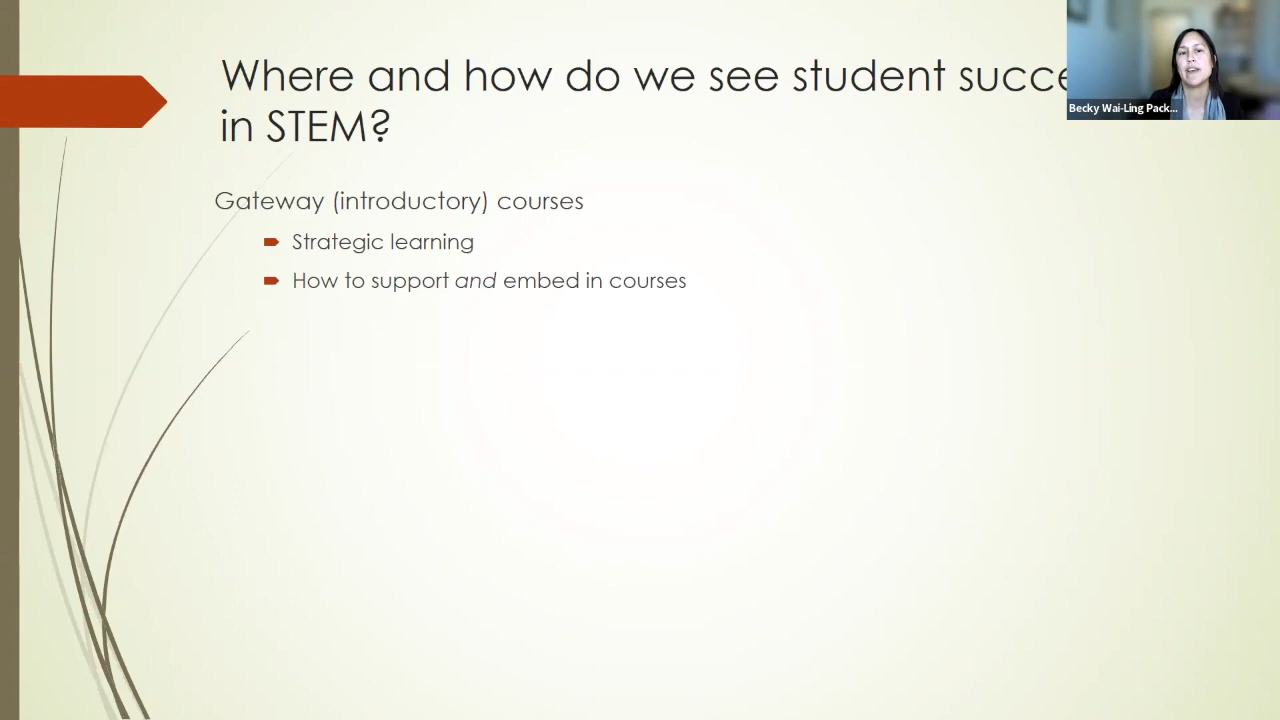 Where and how do we see student succe
in STEM?
Becky Wai-Ling Pack...
Gateway (introductory) courses
Strategic learning
How to support and embed in courses